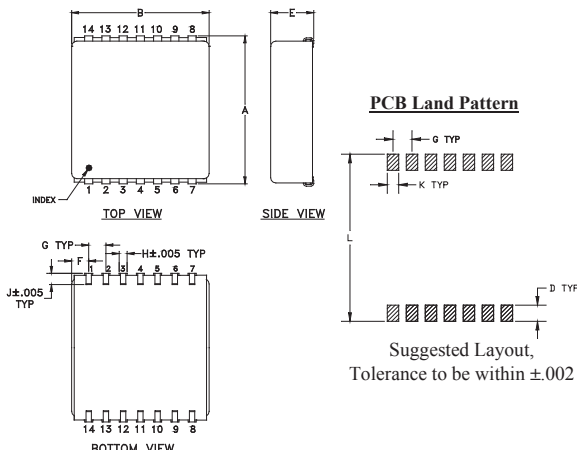 B
E
14 13 12 11 10 9 8
A
INDEX
1 2 3 4 5 6 7
TOP VIEW
SIDE VIEW
PCB Land Pattern
G TYP
K TYP
L
D TYP
Suggested Layout,
Tolerance to be within ±.002
G TYP
H±.005 TYP
F
1 2 3 4 5 6 7
J±.005
TYP
14 13 12 11 10 9 8
BOTTOM VIEW